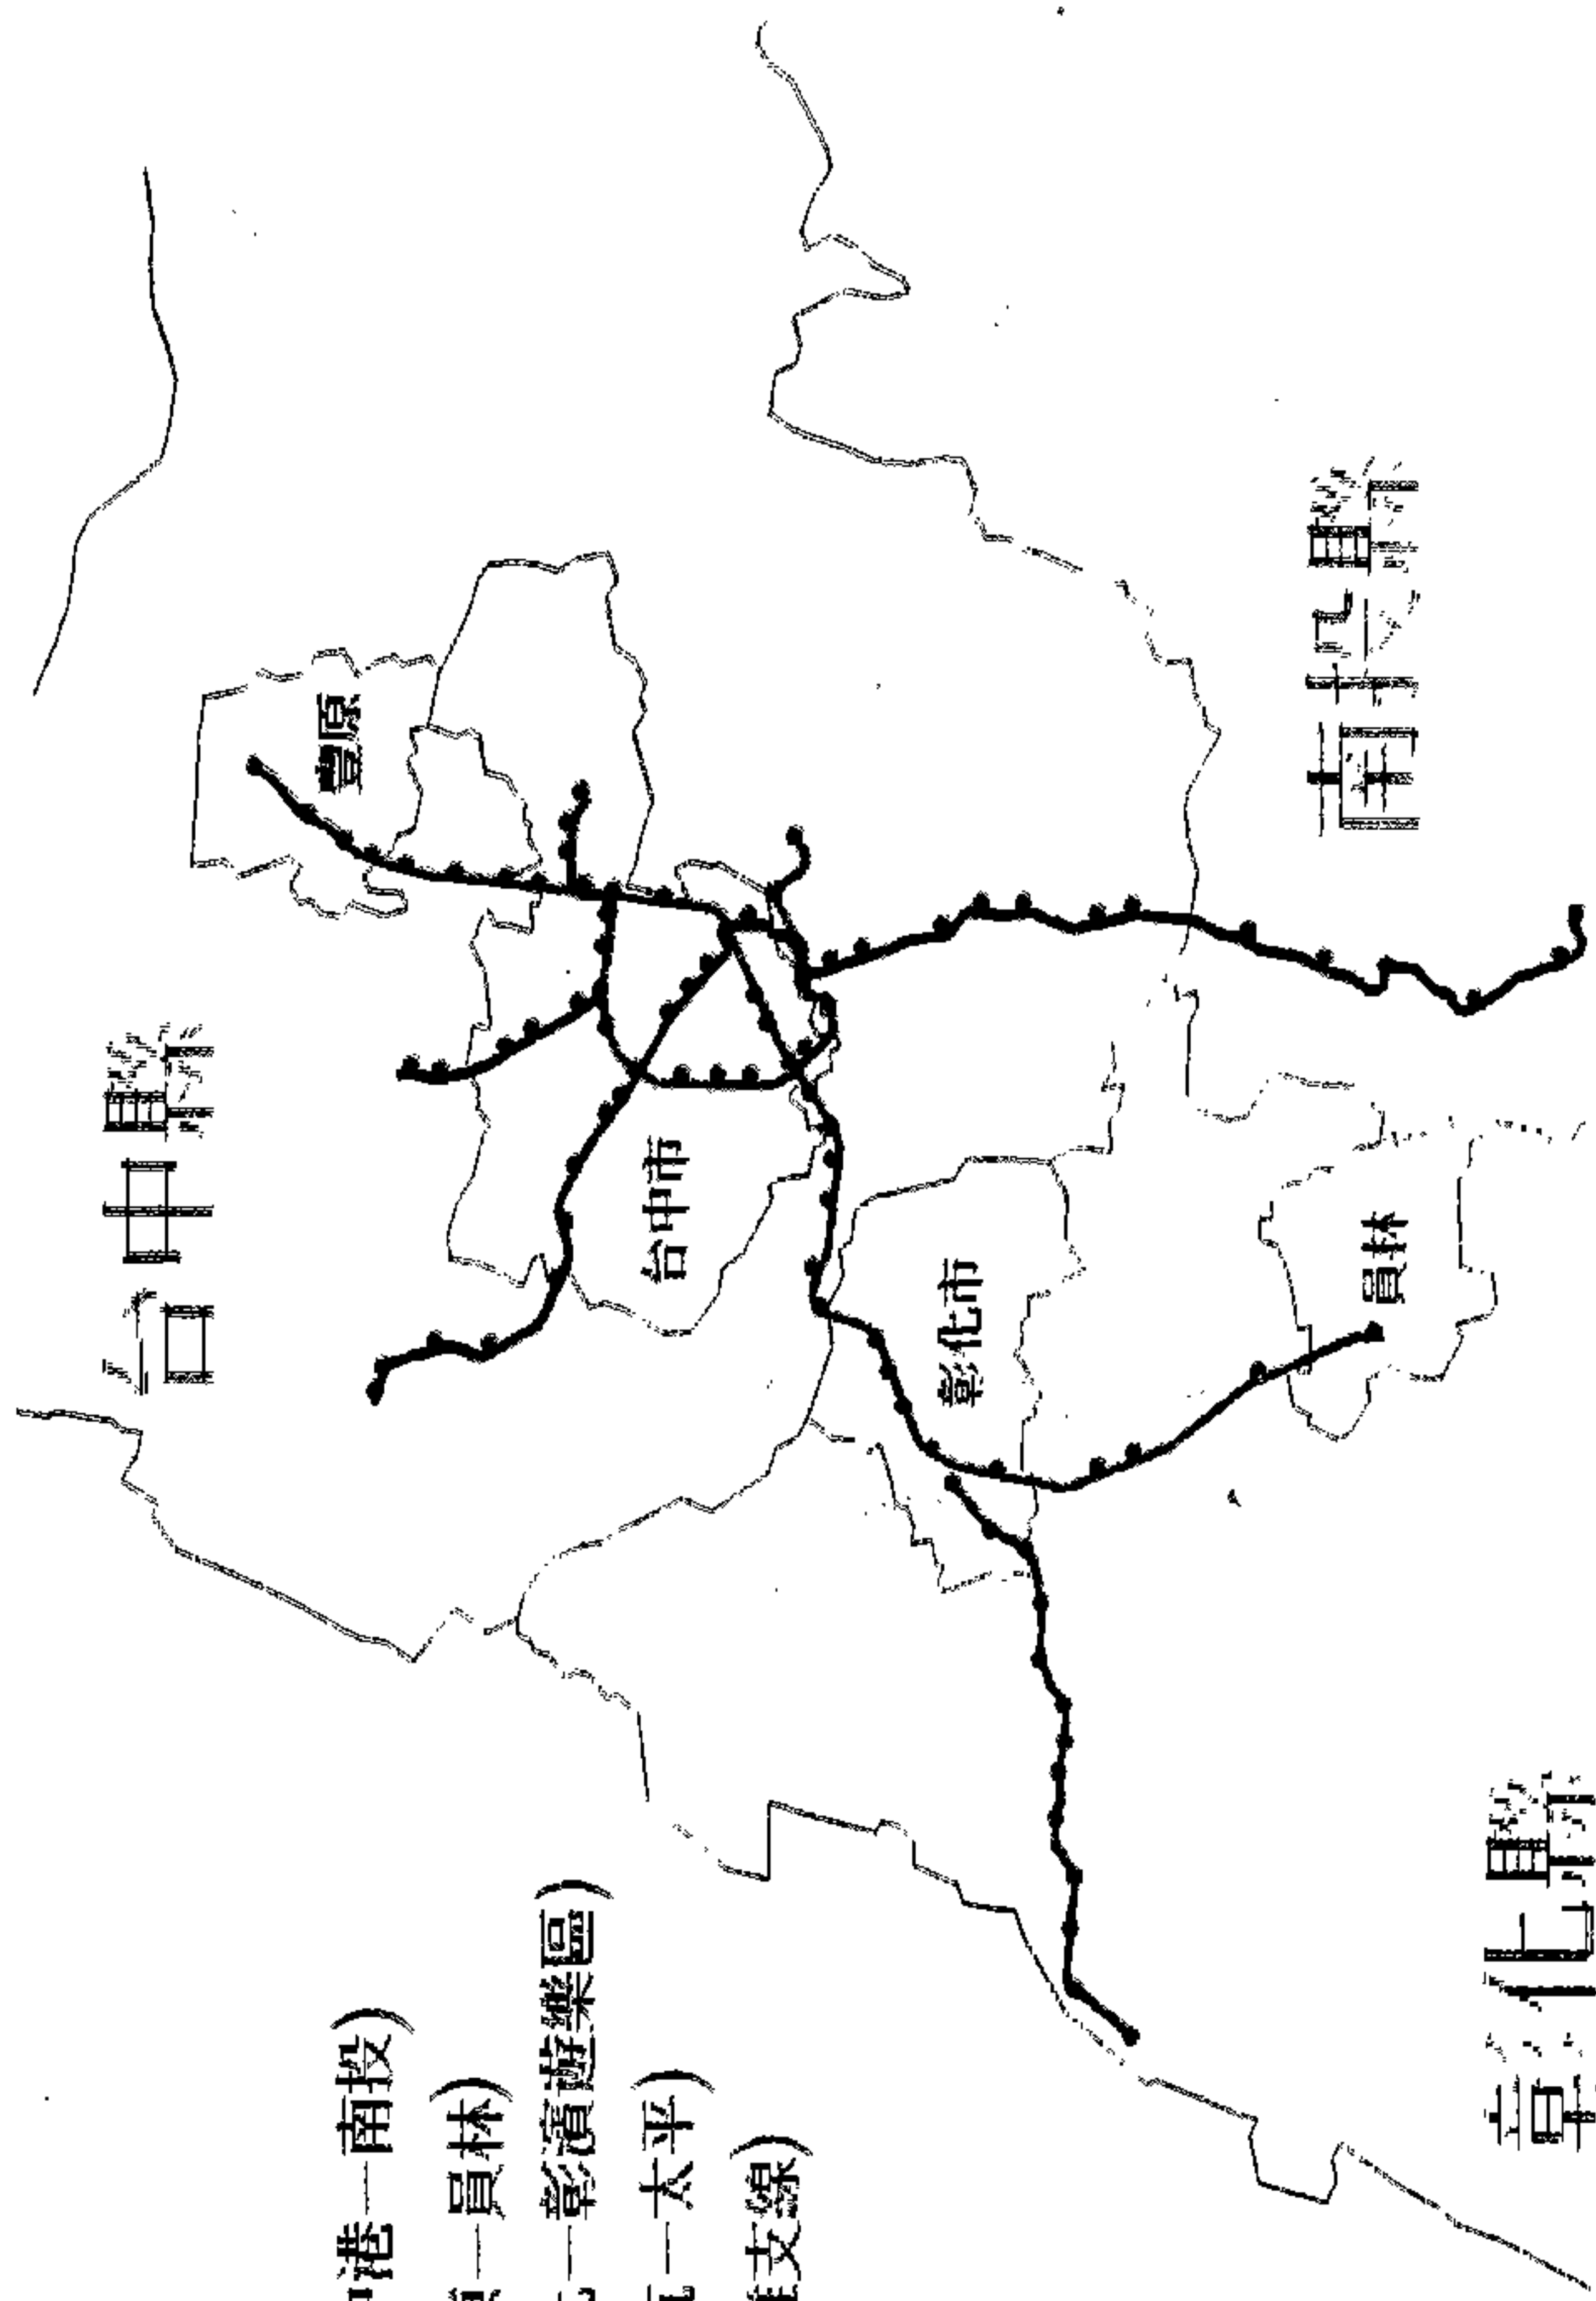 台中縣
豐原
港—南投)
—員林)
—彰濱遊樂區)
—太平)
支線)
台中市
彰化市
南投縣
員林
彰化縣